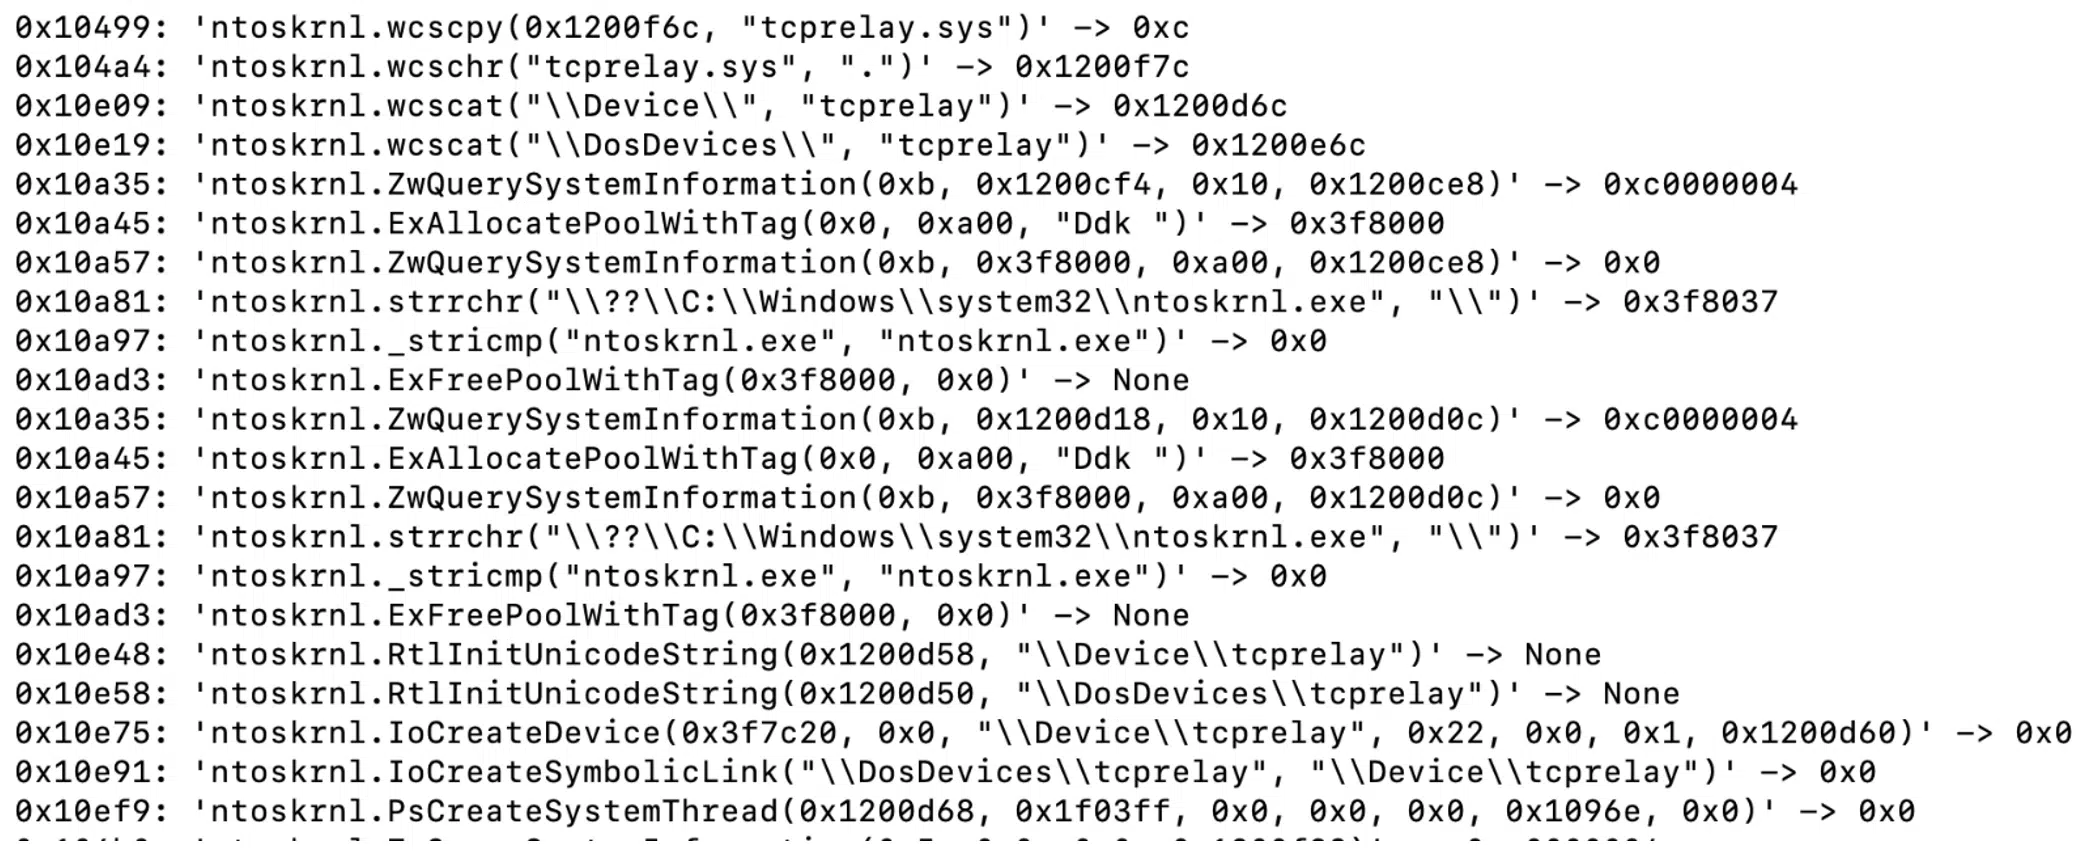 0x10499: 'ntoskrnl.wcscpy(0x1200f6c, "tcprelay.sys")' -> 0xc
0x104a4: 'ntoskrnl.wcschr("tcprelay.sys", ".")' -> 0x1200f7c
0x10e09: 'ntoskrnl.wcscat("\\Device\\", "tcprelay")' -> 0x1200d6c
0x10e19: 'ntoskrnl.wcscat("\\DosDevices\\", "tcprelay")' -> 0x1200e6c
0x10a35: 'ntoskrnl.ZwQuerySystemInformation(0xb, 0x1200cf4, 0x10, 0x1200ce8)' -> 0xc0000004
0x10a45: 'ntoskrnl.ExAllocatePoolWithTag(0x0, 0xa00, "Ddk ")' -> 0x3f8000
0x10a57: 'ntoskrnl.ZwQuerySystemInformation(0xb, 0x3f8000, 0xa00, 0x1200ce8)' -> 0x0
0x10a81: 'ntoskrnl.strrchr("\\??\\C:\\Windows\\system32\\ntoskrnl.exe", "\\")' -> 0x3f8037
0x10a97: 'ntoskrnl._stricmp("ntoskrnl.exe", "ntoskrnl.exe")' -> 0x0
0x10ad3: 'ntoskrnl.ExFreePoolWithTag(0x3f8000, 0x0)' -> None
0x10a35: 'ntoskrnl.ZwQuerySystemInformation(0xb, 0x1200d18, 0x10, 0x1200d0c)' -> 0xc0000004
0x10a45: 'ntoskrnl.ExAllocatePoolWithTag(0x0, 0xa00, "Ddk ")' -> 0x3f8000
0x10a57: 'ntoskrnl.ZwQuerySystemInformation(0xb, 0x3f8000, 0xa00, 0x1200d0c)' -> 0x0
0x10a81: 'ntoskrnl.strrchr("\\??\\C:\\Windows\\system32\\ntoskrnl.exe", "\\")' -> 0x3f8037
0x10a97: 'ntoskrnl._stricmp("ntoskrnl.exe", "ntoskrnl.exe")' -> 0x0
0x10ad3: 'ntoskrnl.ExFreePoolWithTag(0x3f8000, 0x0)' -> None
0x10e48: 'ntoskrnl.RtlInitUnicodeString(0x1200d58, "\\Device\\tcprelay")' -> None
0x10e58: 'ntoskrnl.RtlInitUnicodeString(0x1200d50, "\\DosDevices\\tcprelay")' -> None
0x10e75: 'ntoskrnl.IoCreateDevice(0x3f7c20, 0x0, "\\Device\\tcprelay", 0x22, 0x0, 0x1, 0x1200d60)' -> 0x0
0x10e91: 'ntoskrnl.IoCreateSymbolicLink("\\DosDevices\\tcprelay", "\\Device\\tcprelay")' -> 0x0
0x10ef9: 'ntoskrnl.PsCreateSystemThread(0x1200d68, 0x1f03ff, 0x0, 0x0, 0x0, 0x1096e, 0x0)' -> 0x0